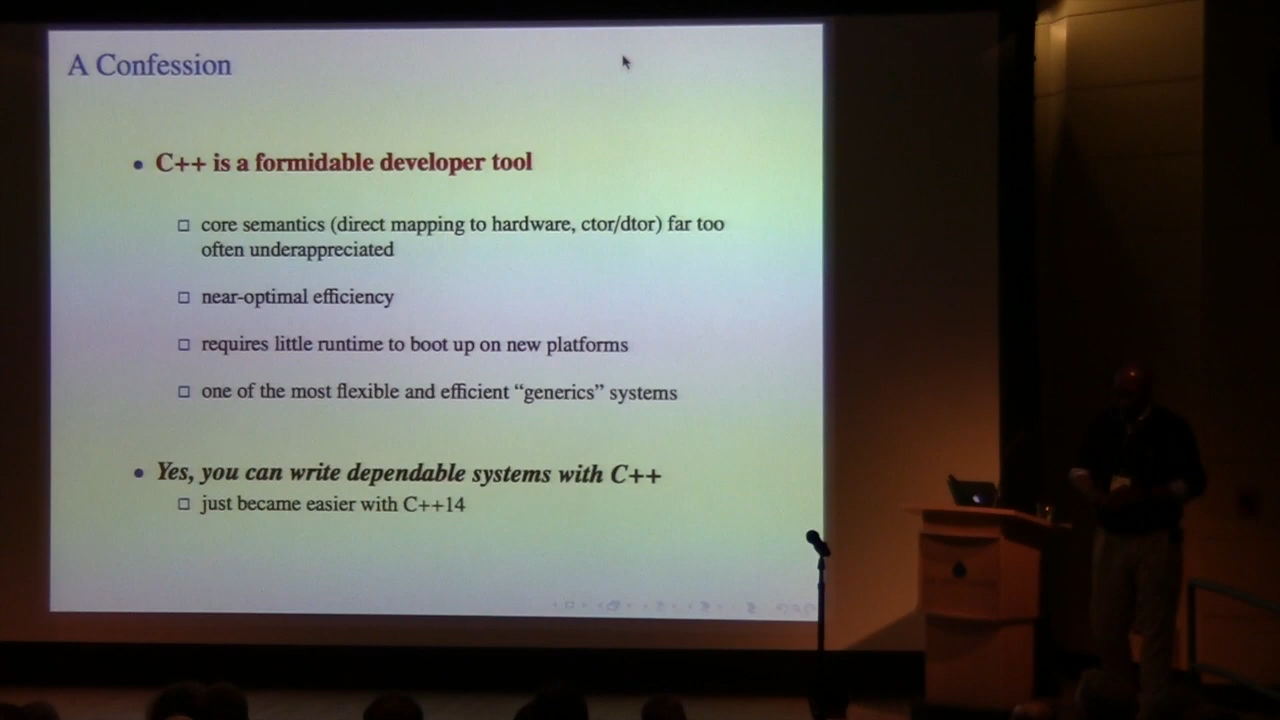 A Confession
• C++ is a formidable developer tool
□ core semantics (direct mapping to hardware, ctor/dtor) far too
often underappreciated
□ near-optimal efficiency
□ requires little runtime to boot up on new platforms
□ one of the most flexible and efficient “generics” systems
• Yes, you can write dependable systems with C++
□ just became easier with C++14